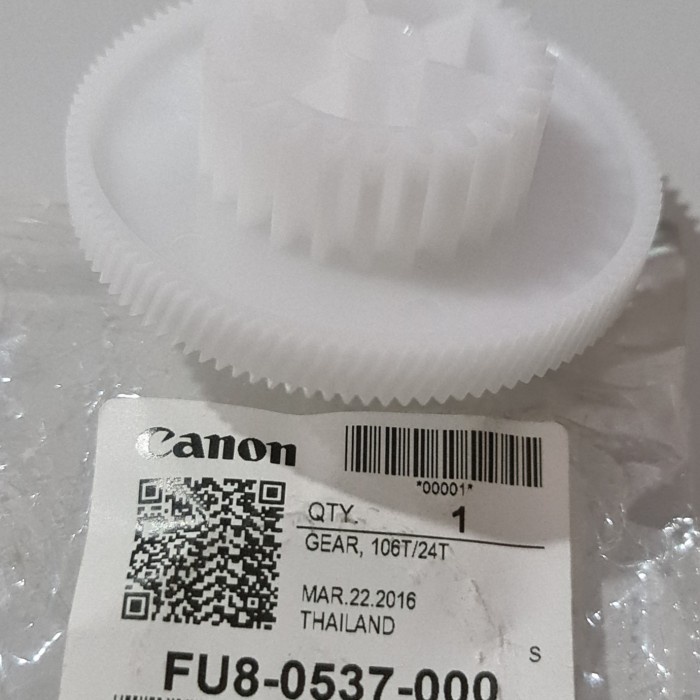 Canon
*00001*
QTY. 1
GEAR, 106T/24T
MAR.22.2016
THAILAND
S
FU8-0537-000